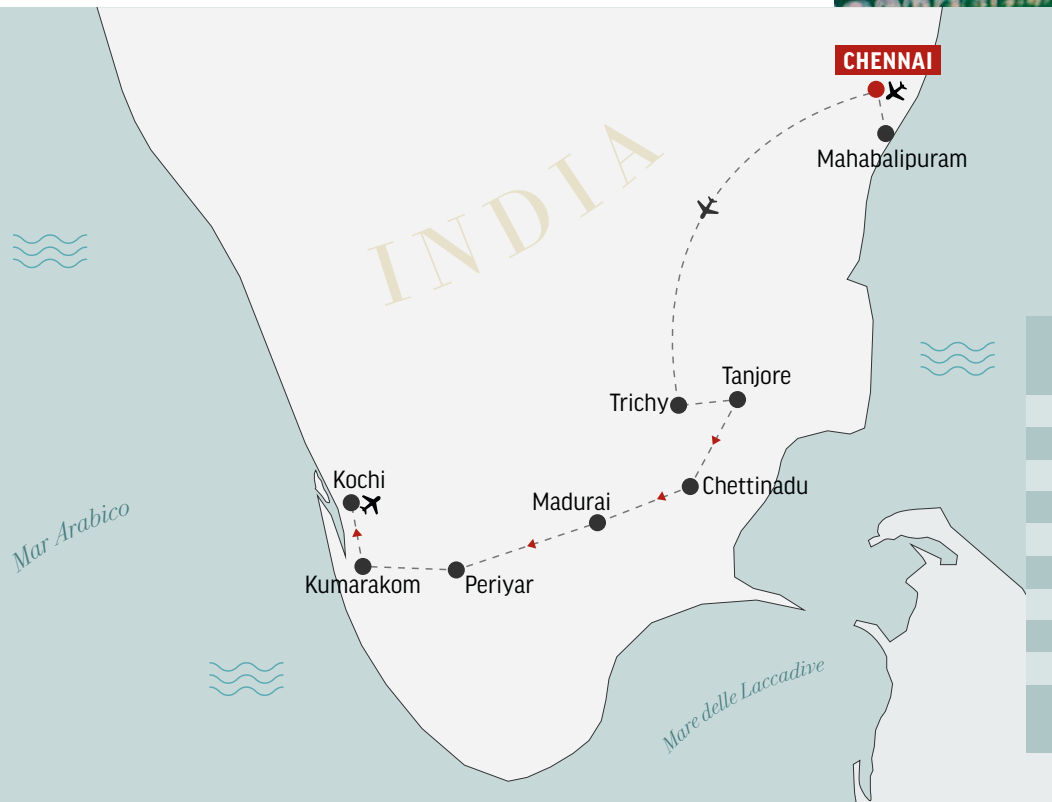 CHENNAI
Mahabalipuram
INDIA
Tanjore
Trichy
Kochi
Chettinadu
Madurai
Mar Arabico
Kumarakom
Periyar
Mare delle Laccadive